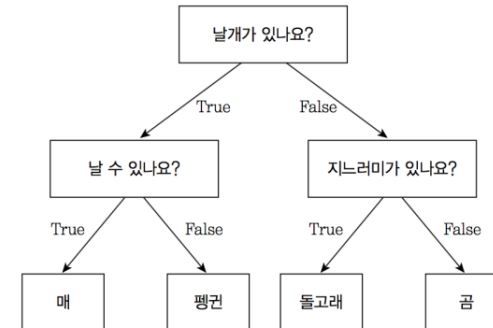 날개가 있나요?
True
False
날 수 있나요?
지느러미가 있나요?
True
False
True
False
매
펭귄
돌고래
곰